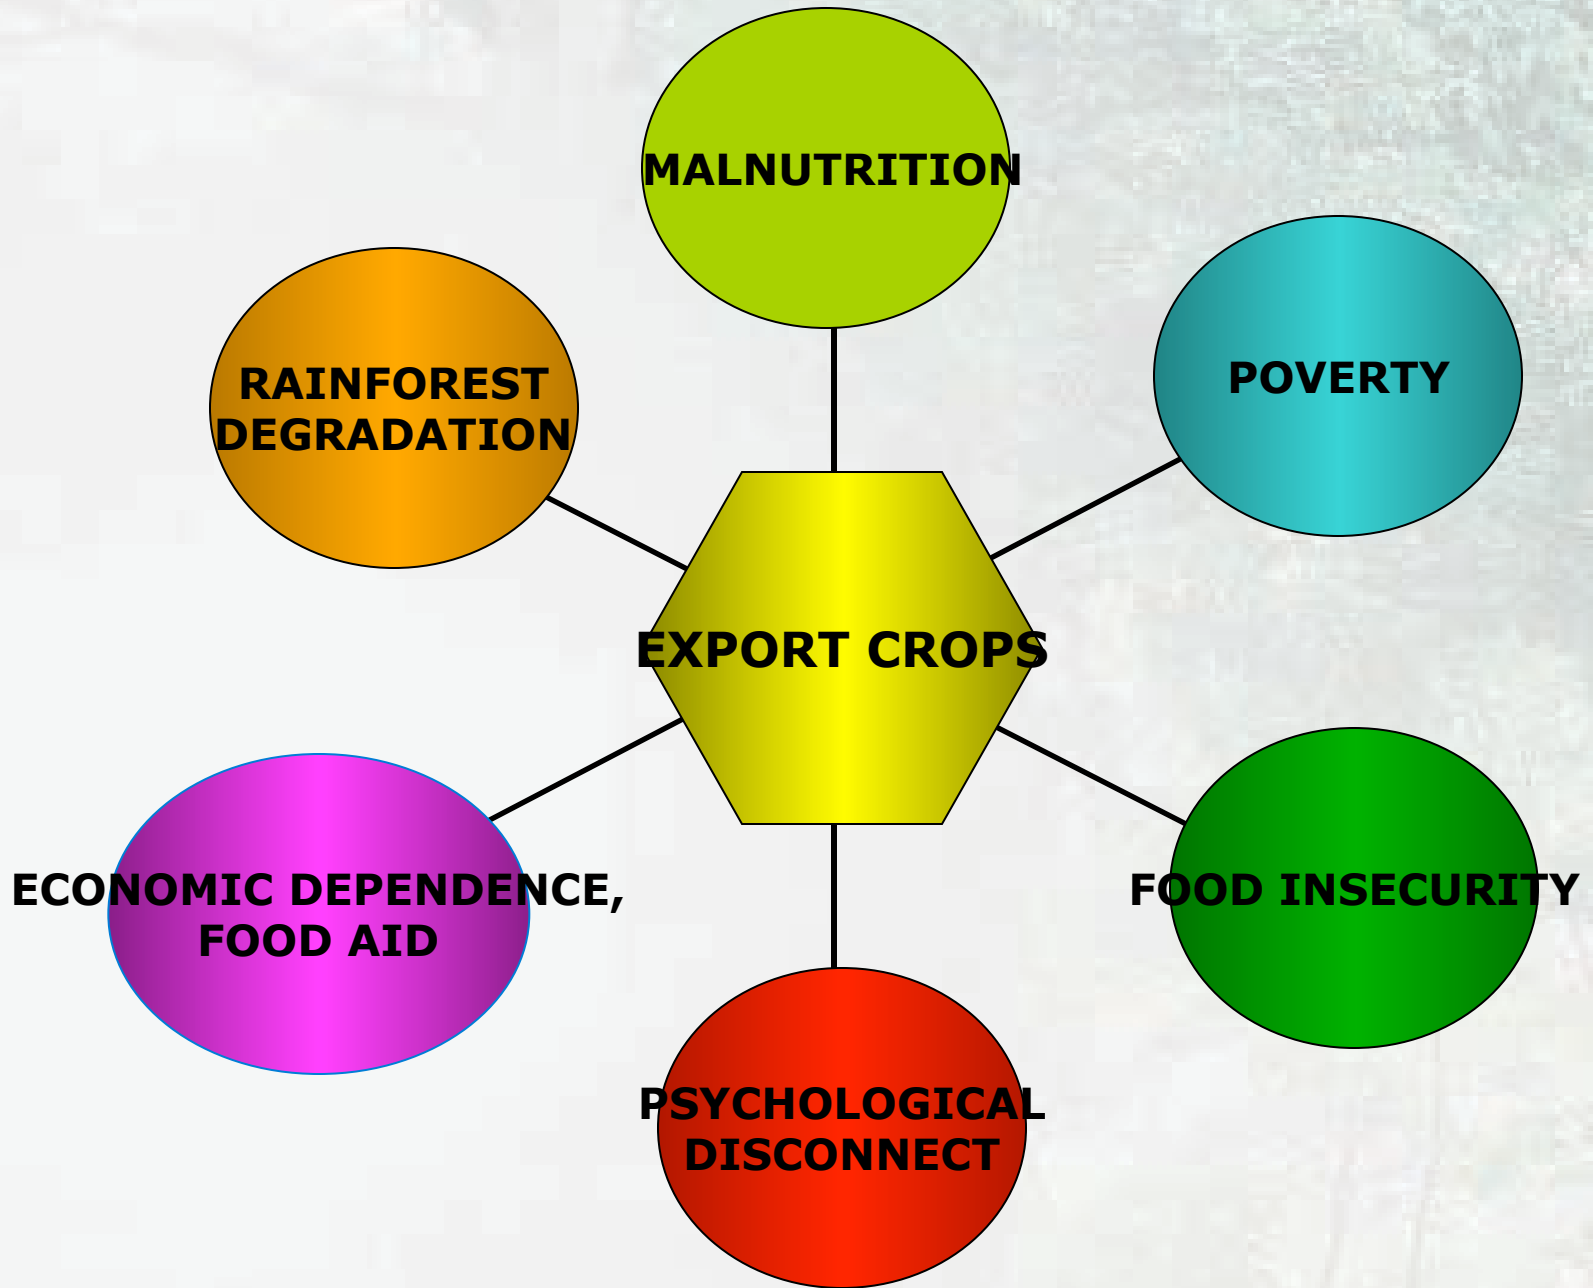 MALNUTRITION
POVERTY
RAINFOREST
DEGRADATION
EXPORT CROPS
ECONOMIC DEPENDENCE,
FOOD AID
FOOD INSECURITY
PSYCHOLOGICAL
DISCONNECT